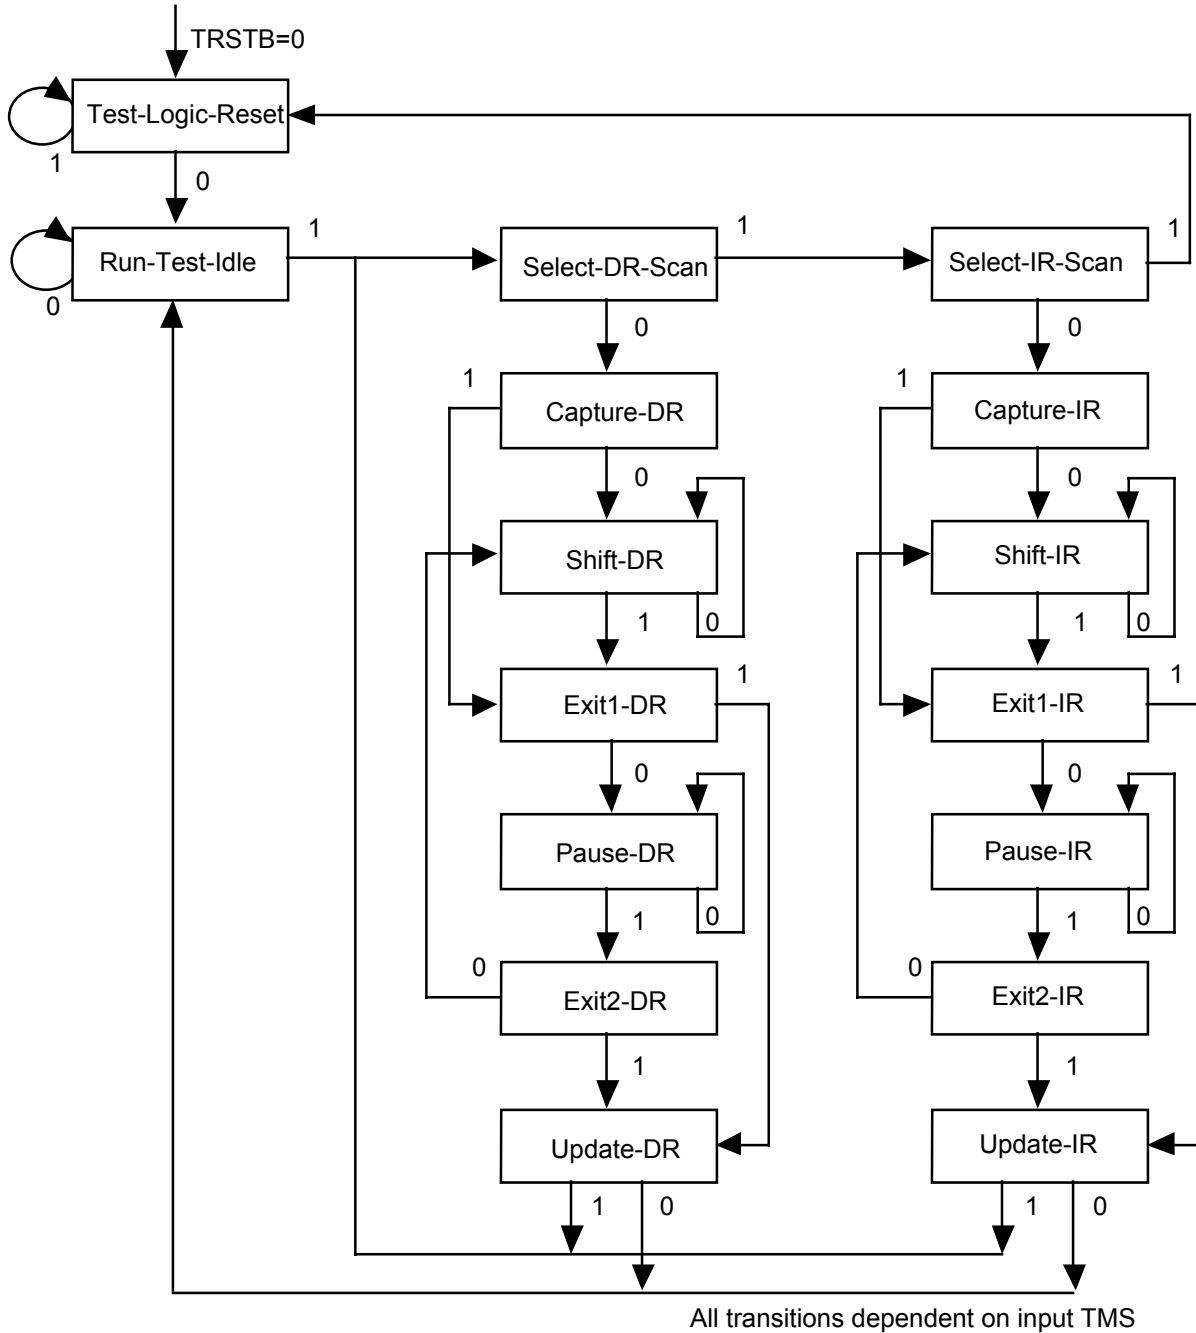 TRSTB=0
Test-Logic-Reset
1
0
1
1
1
Run-Test-Idle
Select-DR-Scan
Select-IR-Scan
0
0
0
1
1
Capture-DR
Capture-IR
0
0
Shift-DR
Shift-IR
1
0
1
0
1
1
Exit1-DR
Exit1-IR
0
0
Pause-DR
Pause-IR
1
0
1
0
0
0
Exit2-DR
Exit2-IR
1
1
Update-DR
Update-IR
1
0
1
0
All transitions dependent on input TMS